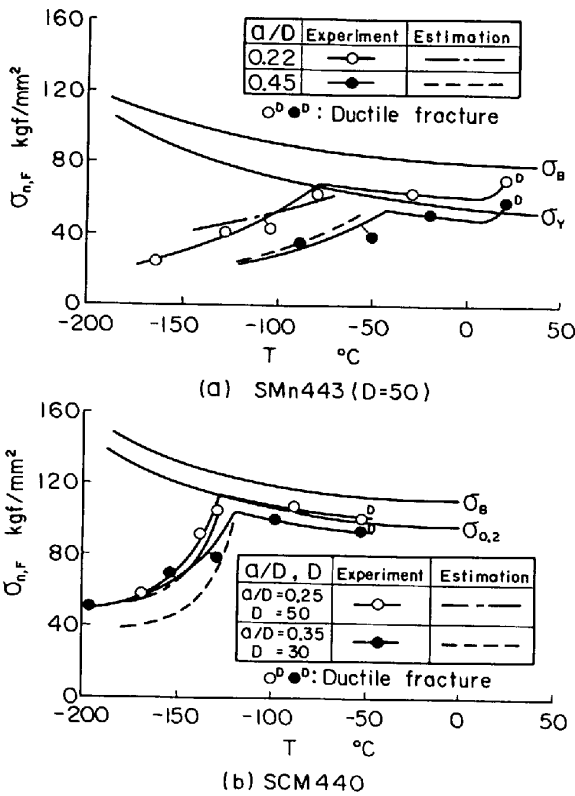 a/D Experiment Estimation
0.22
0.45
D D : Ductile fracture
σn,F kgf/mm²
160
120
80
40
0
σB
D
D
σY
-200 -150 -100 -50 0
T °C
(a) SMn443 (D=50)
σn,F kgf/mm²
160
120
80
40
0
σB
D
σ0.2
D
a/D, D Experiment Estimation
a/D=0.25
D = 50
a/D=0.35
D = 30
D D : Ductile fracture
-200 -150 -100 -50 0
T °C
(b) SCM440